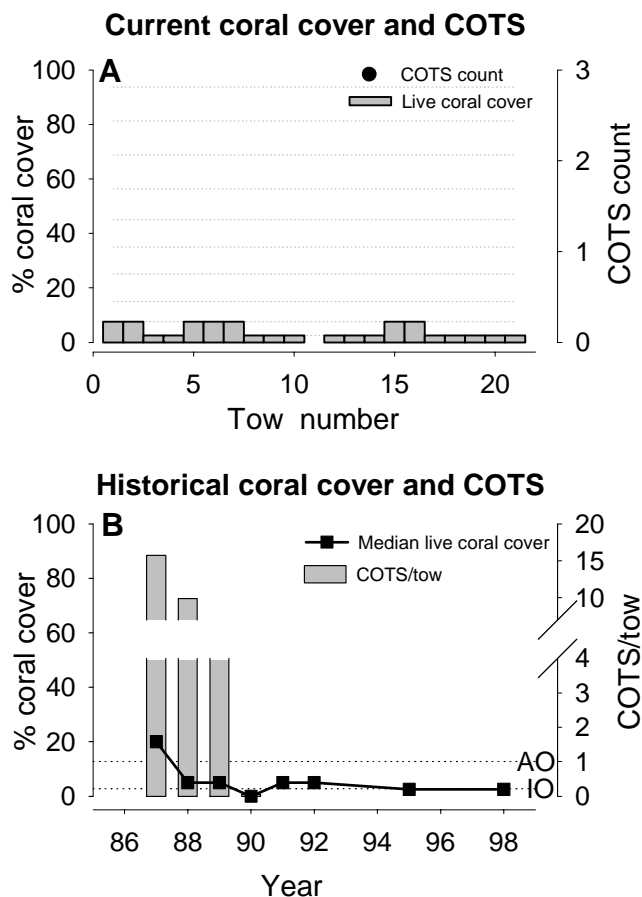 Current coral cover and COTS
A
COTS count
Live coral cover
% coral cover
100
80
60
40
20
0
COTS count
3
2
1
0
0 5 10 15 20
Tow number
Historical coral cover and COTS
B
Median live coral cover
COTS/tow
% coral cover
100
80
60
40
20
0
COTS/tow
20
15
10
4
3
2
1
0
AO
IO
86 88 90 92 94 96 98
Year